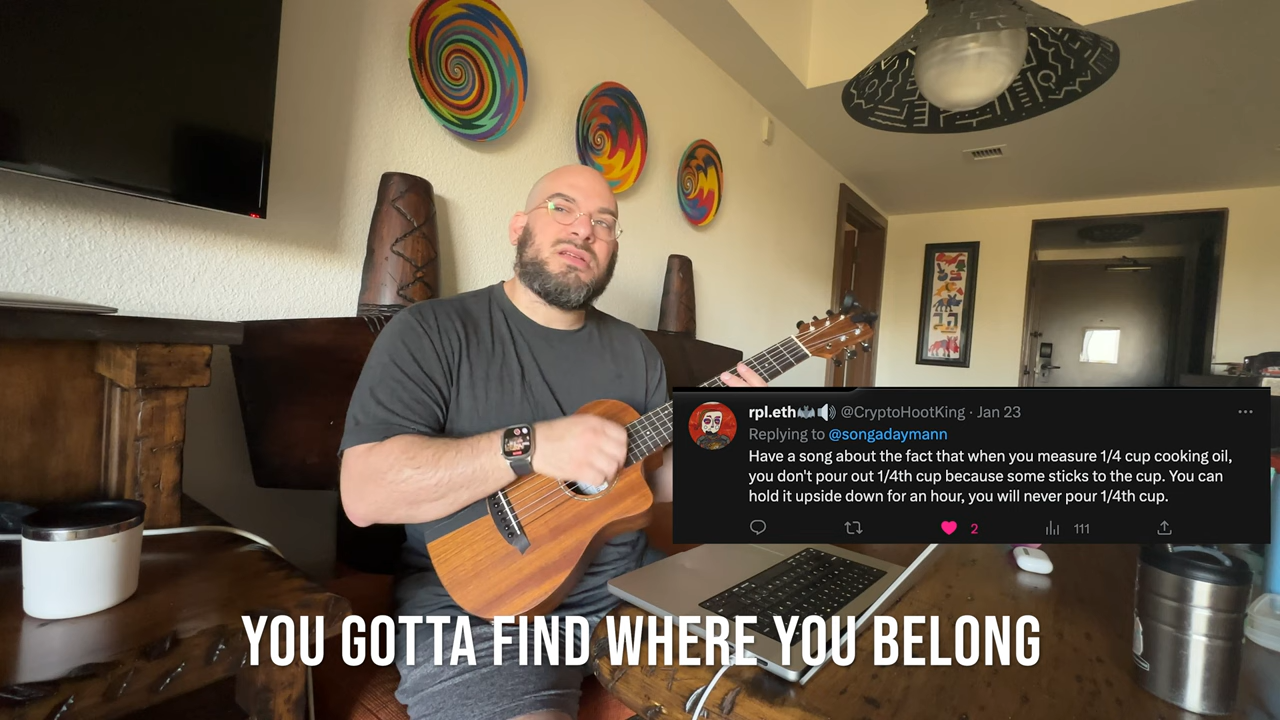 rpl.eth🦇🔊 @CryptoHootKing · Jan 23
Replying to @songadaymann
Have a song about the fact that when you measure 1/4 cup cooking oil,
you don't pour out 1/4th cup because some sticks to the cup. You can
hold it upside down for an hour, you will never pour 1/4th cup.
2
111
YOU GOTTA FIND WHERE YOU BELONG